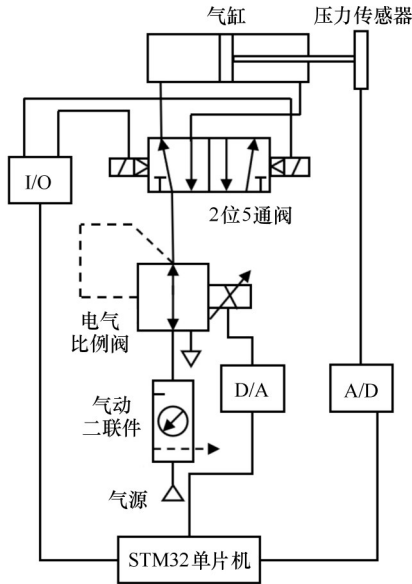 气缸
压力传感器
I/O
2位5通阀
电气
比例阀
D/A
A/D
气动
二联件
气源
STM32单片机